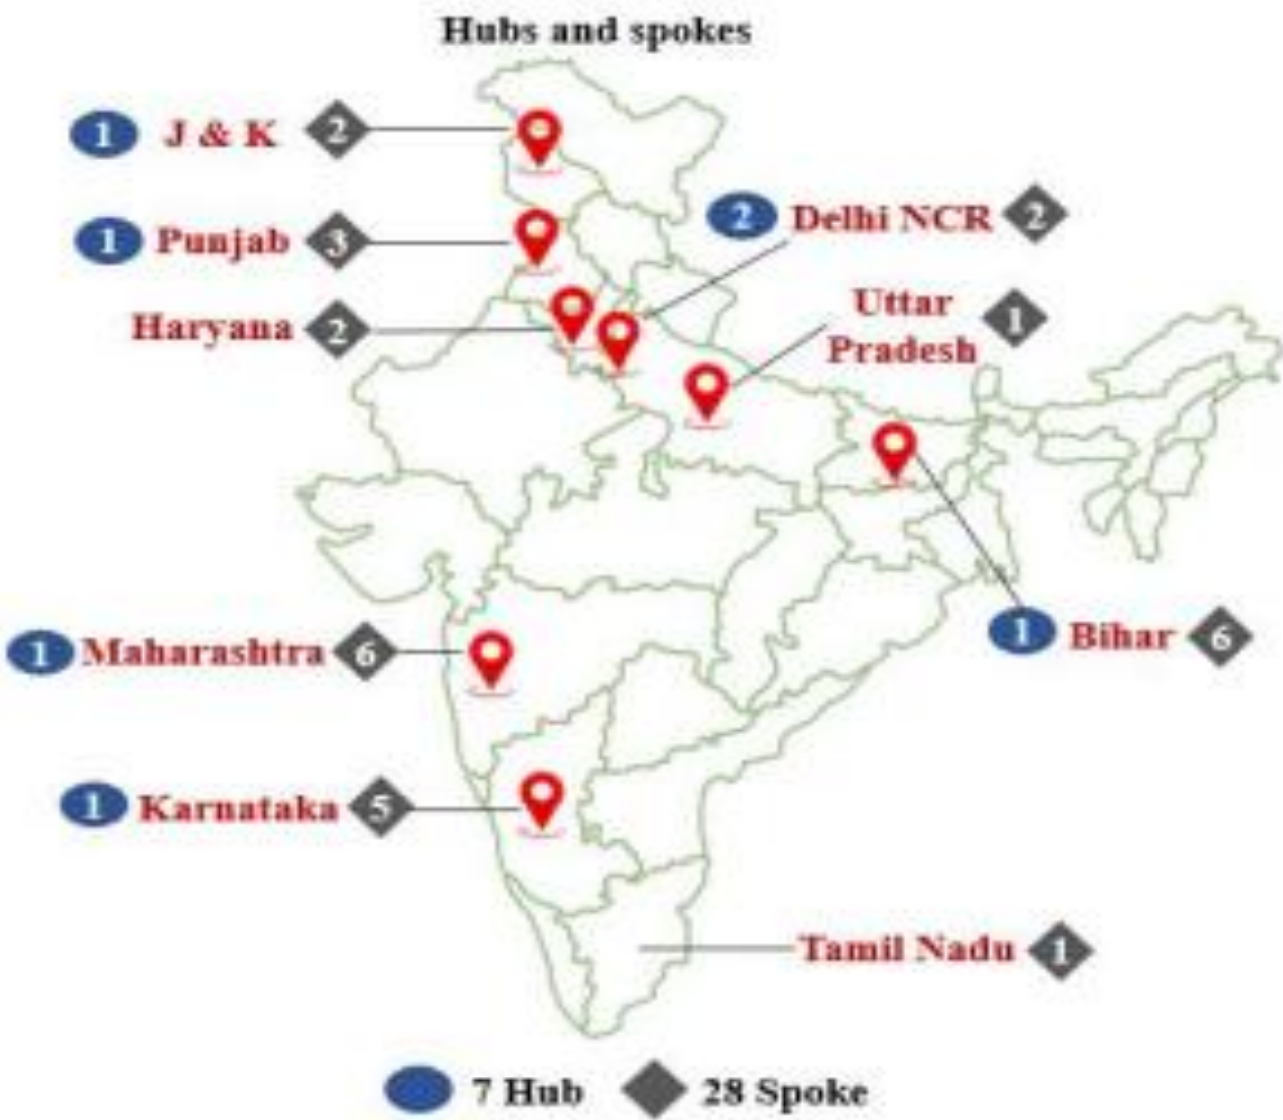 Hubs and spokes
1 J & K 2
1 Punjab 3
2 Delhi NCR 2
Haryana 2
Uttar
Pradesh 1
1 Bihar 6
1 Maharashtra 6
1 Karnataka 5
Tamil Nadu 1
7 Hub 28 Spoke